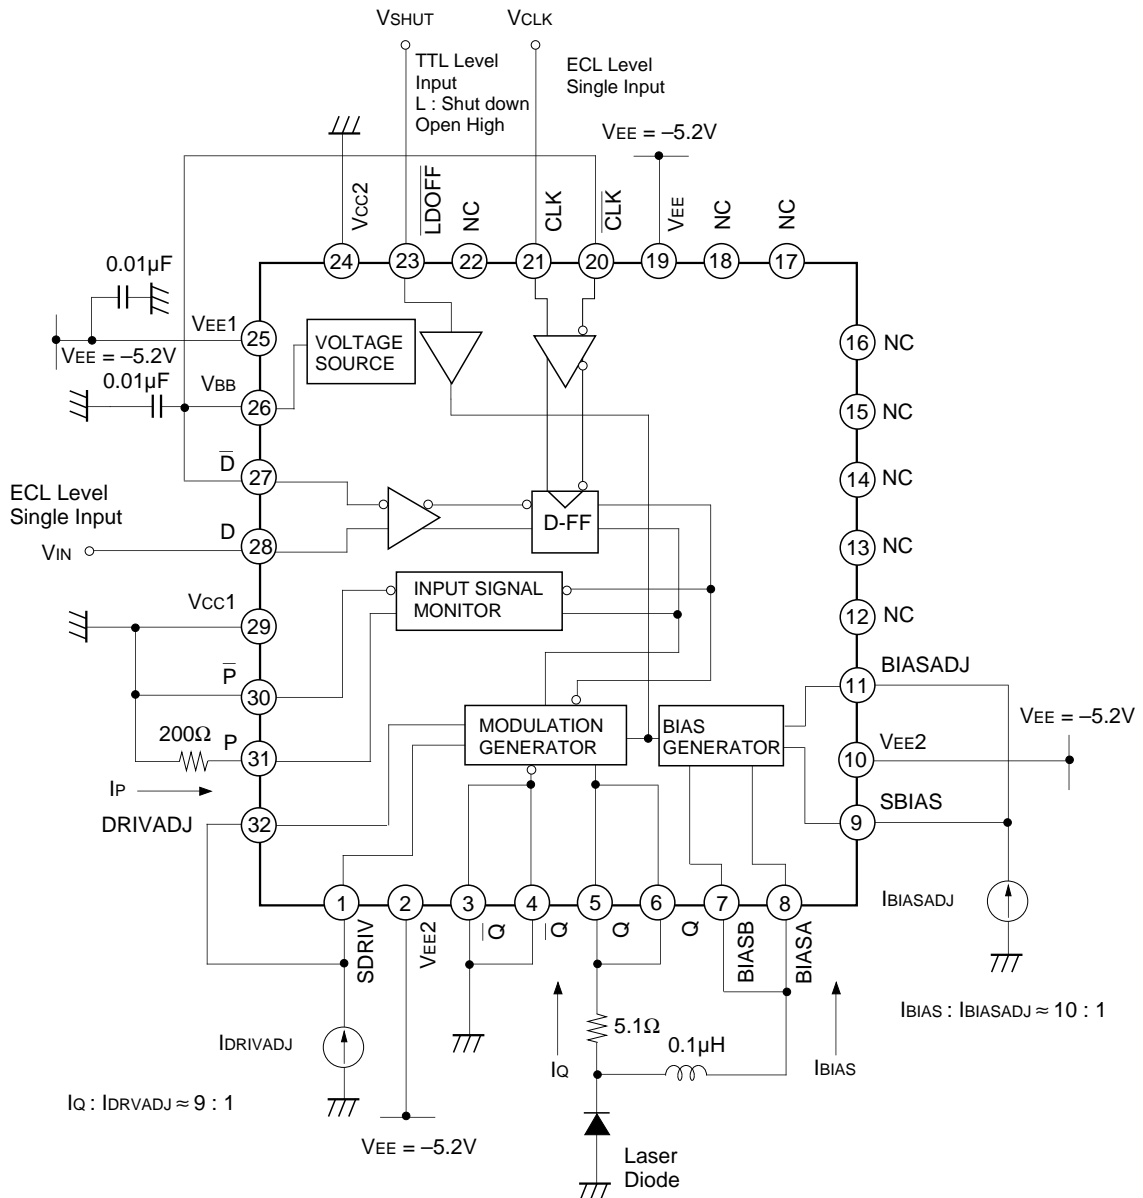 VSHUT
VCLK
TTL Level
Input
L : Shut down
Open High
ECL Level
Single Input
VEE = –5.2V
VCC2
LDOFF
NC
CLK
CLK
VEE
NC
NC
24
23
22
21
20
19
18
17
0.01µF
VEE1
25
VEE = –5.2V
0.01µF
VBB
26
VOLTAGE
SOURCE
16
NC
15
NC
D
27
14
NC
ECL Level
Single Input
D
28
VIN
D-FF
13
NC
VCC1
29
INPUT SIGNAL
MONITOR
12
NC
P
30
BIASADJ
11
200Ω
P
31
MODULATION
GENERATOR
BIAS
GENERATOR
VEE = –5.2V
VEE2
10
IP
DRIVADJ
32
SBIAS
9
1
2
3
4
5
6
7
8
SDRIV
VEE2
Q
Q
Q
Q
BIASB
BIASA
IBIASADJ
IBIAS : IBIASADJ ≈ 10 : 1
5.1Ω
0.1µH
IDRIVADJ
IQ
IBIAS
IQ : IDRVADJ ≈ 9 : 1
VEE = –5.2V
Laser
Diode